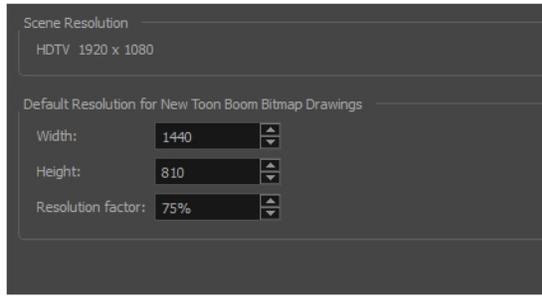 Scene Resolution
HDTV 1920 x 1080
Default Resolution for New Toon Boom Bitmap Drawings
Width: 1440
Height: 810
Resolution factor: 75%